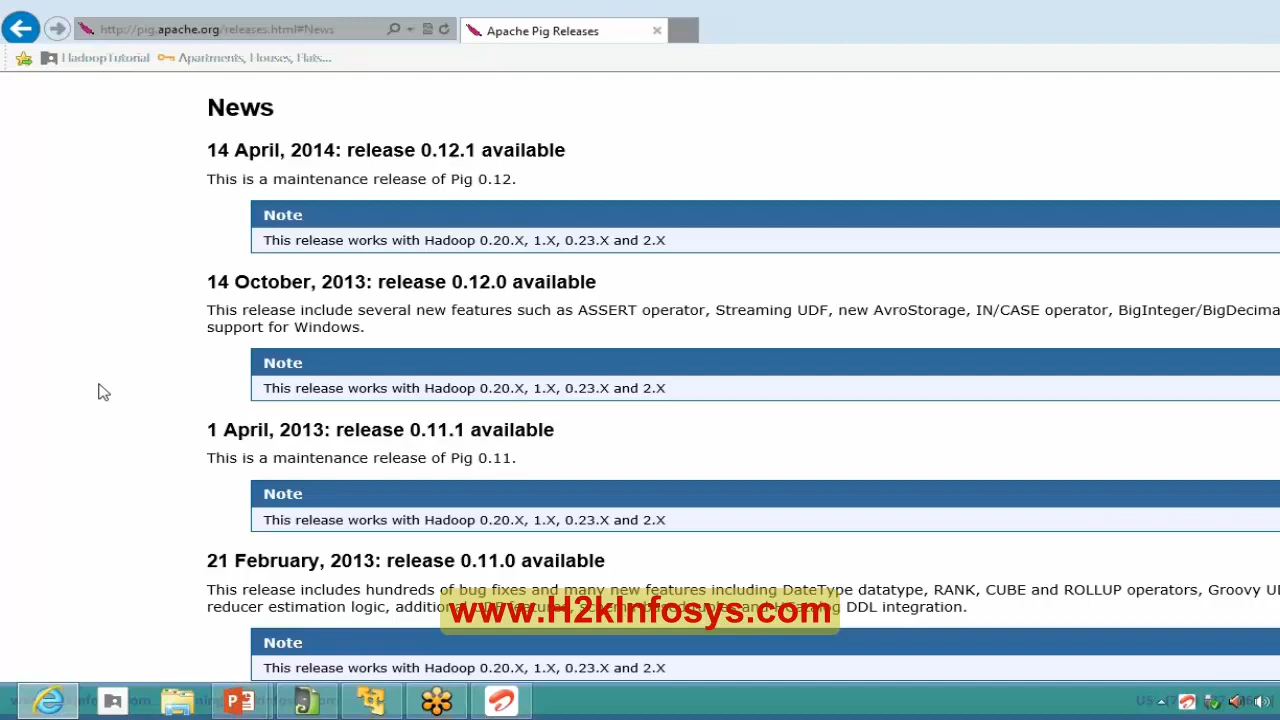 http://pig.apache.org/releases.html#News
Apache Pig Releases
HadoopTutorial
Apartments, Houses, Flats...
News
14 April, 2014: release 0.12.1 available
This is a maintenance release of Pig 0.12.
Note
This release works with Hadoop 0.20.X, 1.X, 0.23.X and 2.X
14 October, 2013: release 0.12.0 available
This release include several new features such as ASSERT operator, Streaming UDF, new AvroStorage, IN/CASE operator, BigInteger/BigDecima
support for Windows.
Note
This release works with Hadoop 0.20.X, 1.X, 0.23.X and 2.X
1 April, 2013: release 0.11.1 available
This is a maintenance release of Pig 0.11.
Note
This release works with Hadoop 0.20.X, 1.X, 0.23.X and 2.X
21 February, 2013: release 0.11.0 available
This release includes hundreds of bug fixes and many new features including DateType datatype, RANK, CUBE and ROLLUP operators, Groovy U
reducer estimation logic, DDL integration.
www.H2kInfosys.com
Note
This release works with Hadoop 0.20.X, 1.X, 0.23.X and 2.X
US